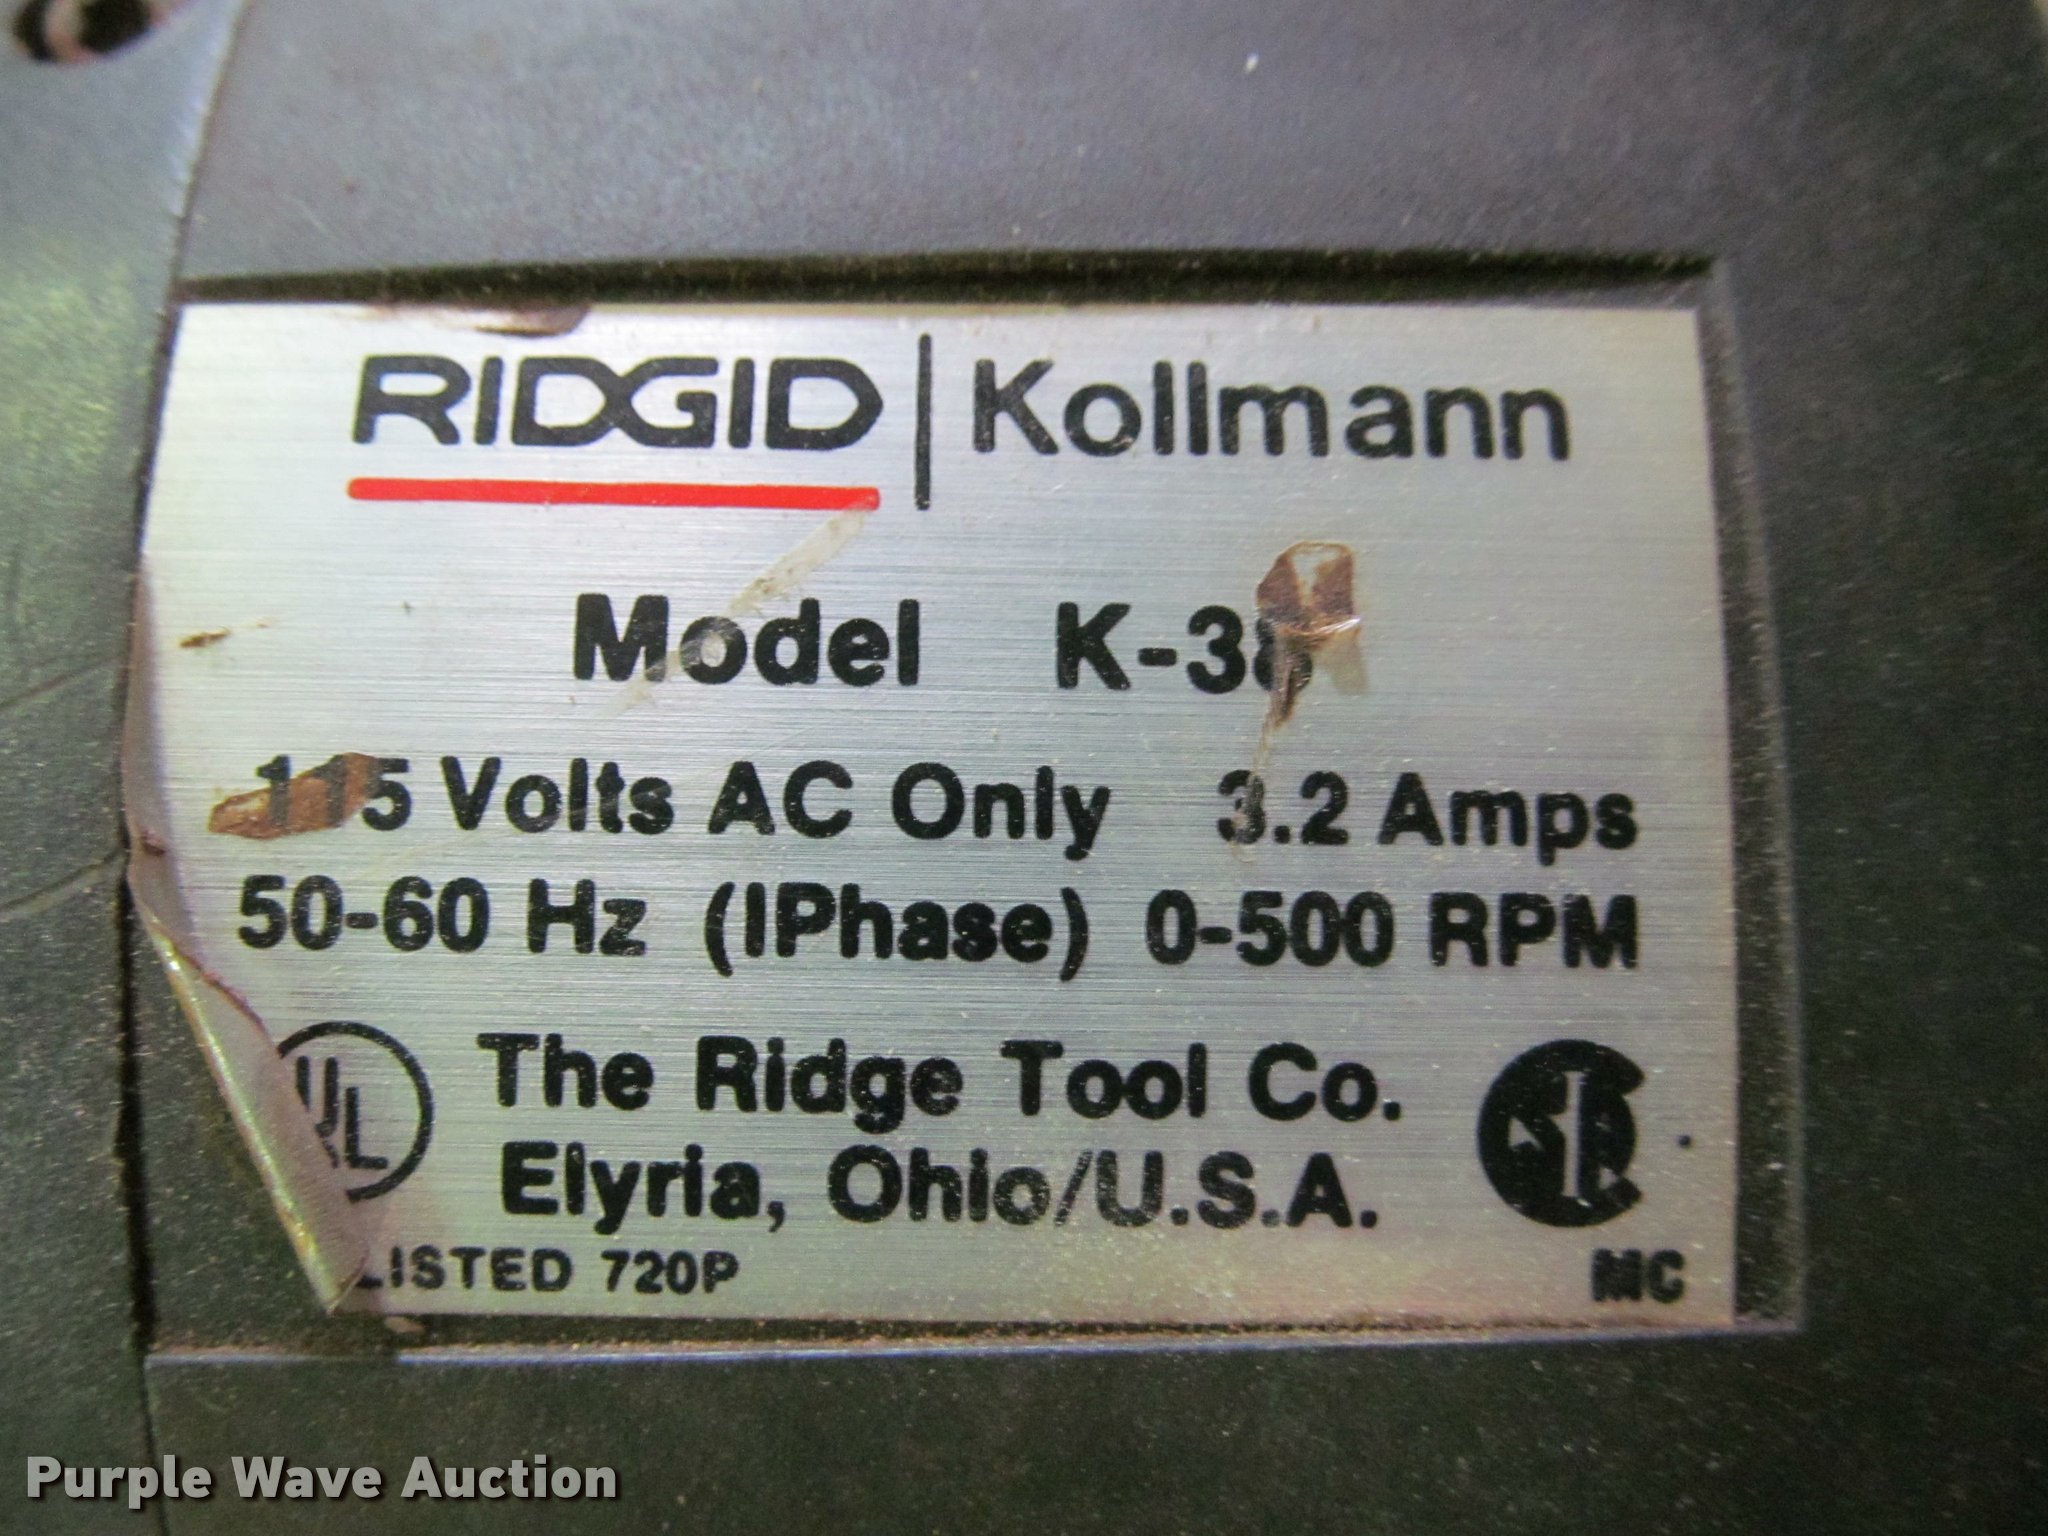 RIDGID | Kollmann
Model K-38
115 Volts AC Only 3.2 Amps
50-60 Hz (IPhase) 0-500 RPM
UL
The Ridge Tool Co.
Elyria, Ohio/U.S.A.
LISTED 720P
MC
Purple Wave Auction